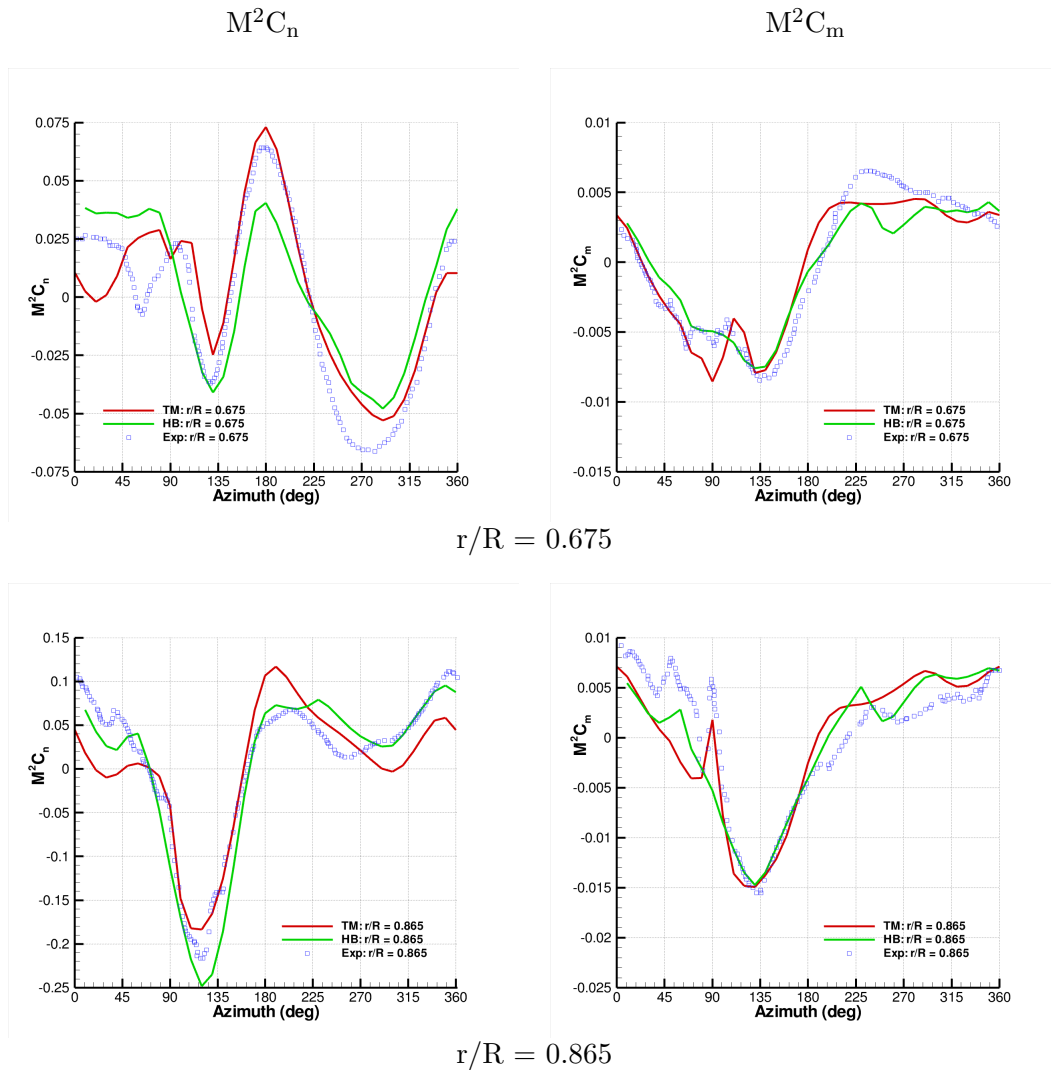 M²Cn M²Cm
0.075
0.05
0.025
0
-0.025
-0.05
-0.075
M²Cn
TM: r/R = 0.675
HB: r/R = 0.675
Exp: r/R = 0.675
0 45 90 135 180 225 270 315 360
Azimuth (deg)
0.01
0.005
0
-0.005
-0.01
-0.015
M²Cm
TM: r/R = 0.675
HB: r/R = 0.675
Exp: r/R = 0.675
0 45 90 135 180 225 270 315 360
Azimuth (deg)
r/R = 0.675
0.15
0.1
0.05
0
-0.05
-0.1
-0.15
-0.2
-0.25
M²Cn
TM: r/R = 0.865
HB: r/R = 0.865
Exp: r/R = 0.865
0 45 90 135 180 225 270 315 360
Azimuth (deg)
0.01
0.005
0
-0.005
-0.01
-0.015
-0.02
-0.025
M²Cm
TM: r/R = 0.865
HB: r/R = 0.865
Exp: r/R = 0.865
0 45 90 135 180 225 270 315 360
Azimuth (deg)
r/R = 0.865